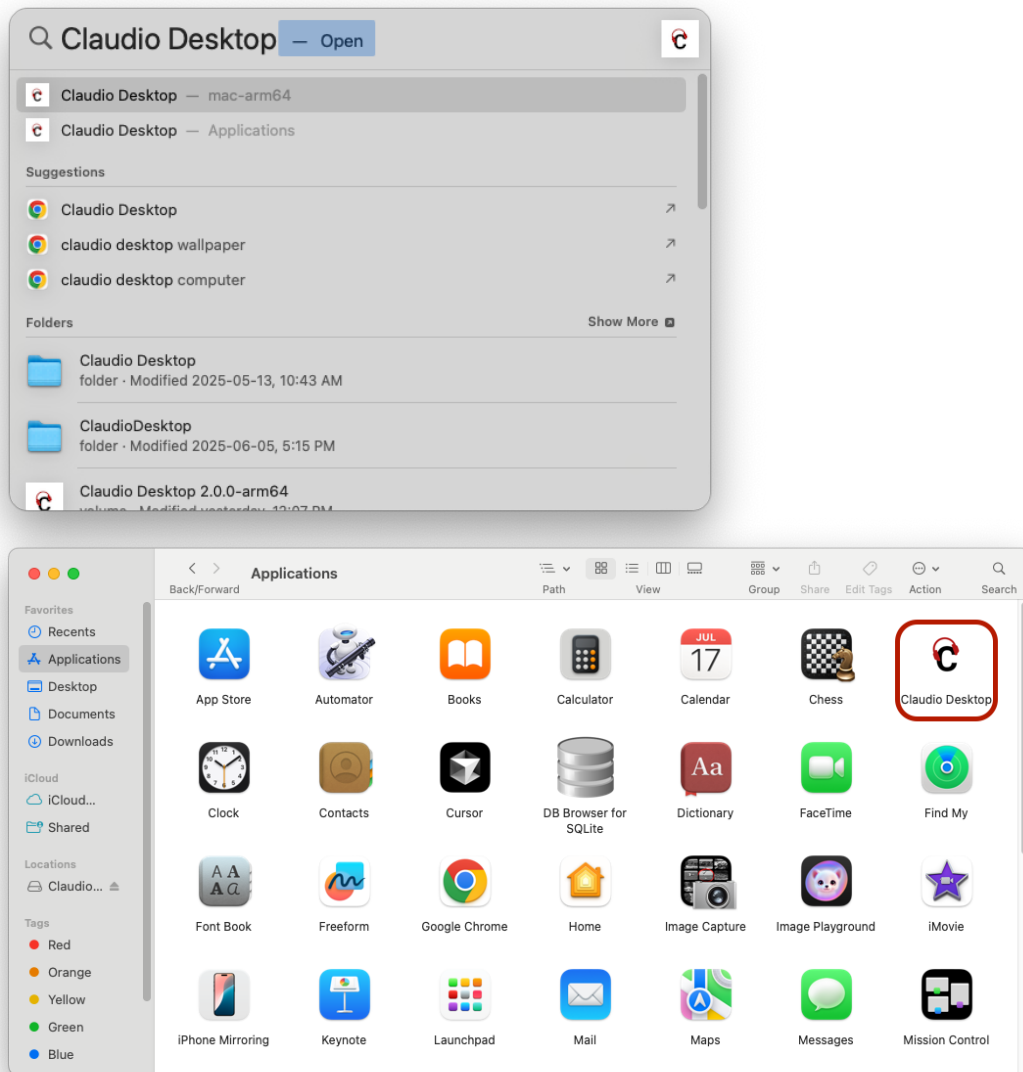 Claudio Desktop — Open
Claudio Desktop — mac-arm64
Claudio Desktop — Applications
Suggestions
Claudio Desktop
claudio desktop wallpaper
claudio desktop computer
Folders Show More
Claudio Desktop
folder · Modified 2025-05-13, 10:43 AM
ClaudioDesktop
folder · Modified 2025-06-05, 5:15 PM
Claudio Desktop 2.0.0-arm64
volume · Modified yesterday, 12:07 PM
Back/Forward
Applications
Path
View
Group
Share
Edit Tags
Action
Search
Favorites
Recents
Applications
Desktop
Documents
Downloads
iCloud
iCloud...
Shared
Locations
Claudio...
Tags
Red
Orange
Yellow
Green
Blue
App Store
Automator
Books
Calculator
JUL
17
Calendar
Chess
C
Claudio Desktop
Clock
Contacts
Cursor
DB Browser for
SQLite
Aa
Dictionary
FaceTime
Find My
Font Book
Freeform
Google Chrome
Home
Image Capture
Image Playground
iMovie
iPhone Mirroring
Keynote
Launchpad
Mail
Maps
Messages
Mission Control